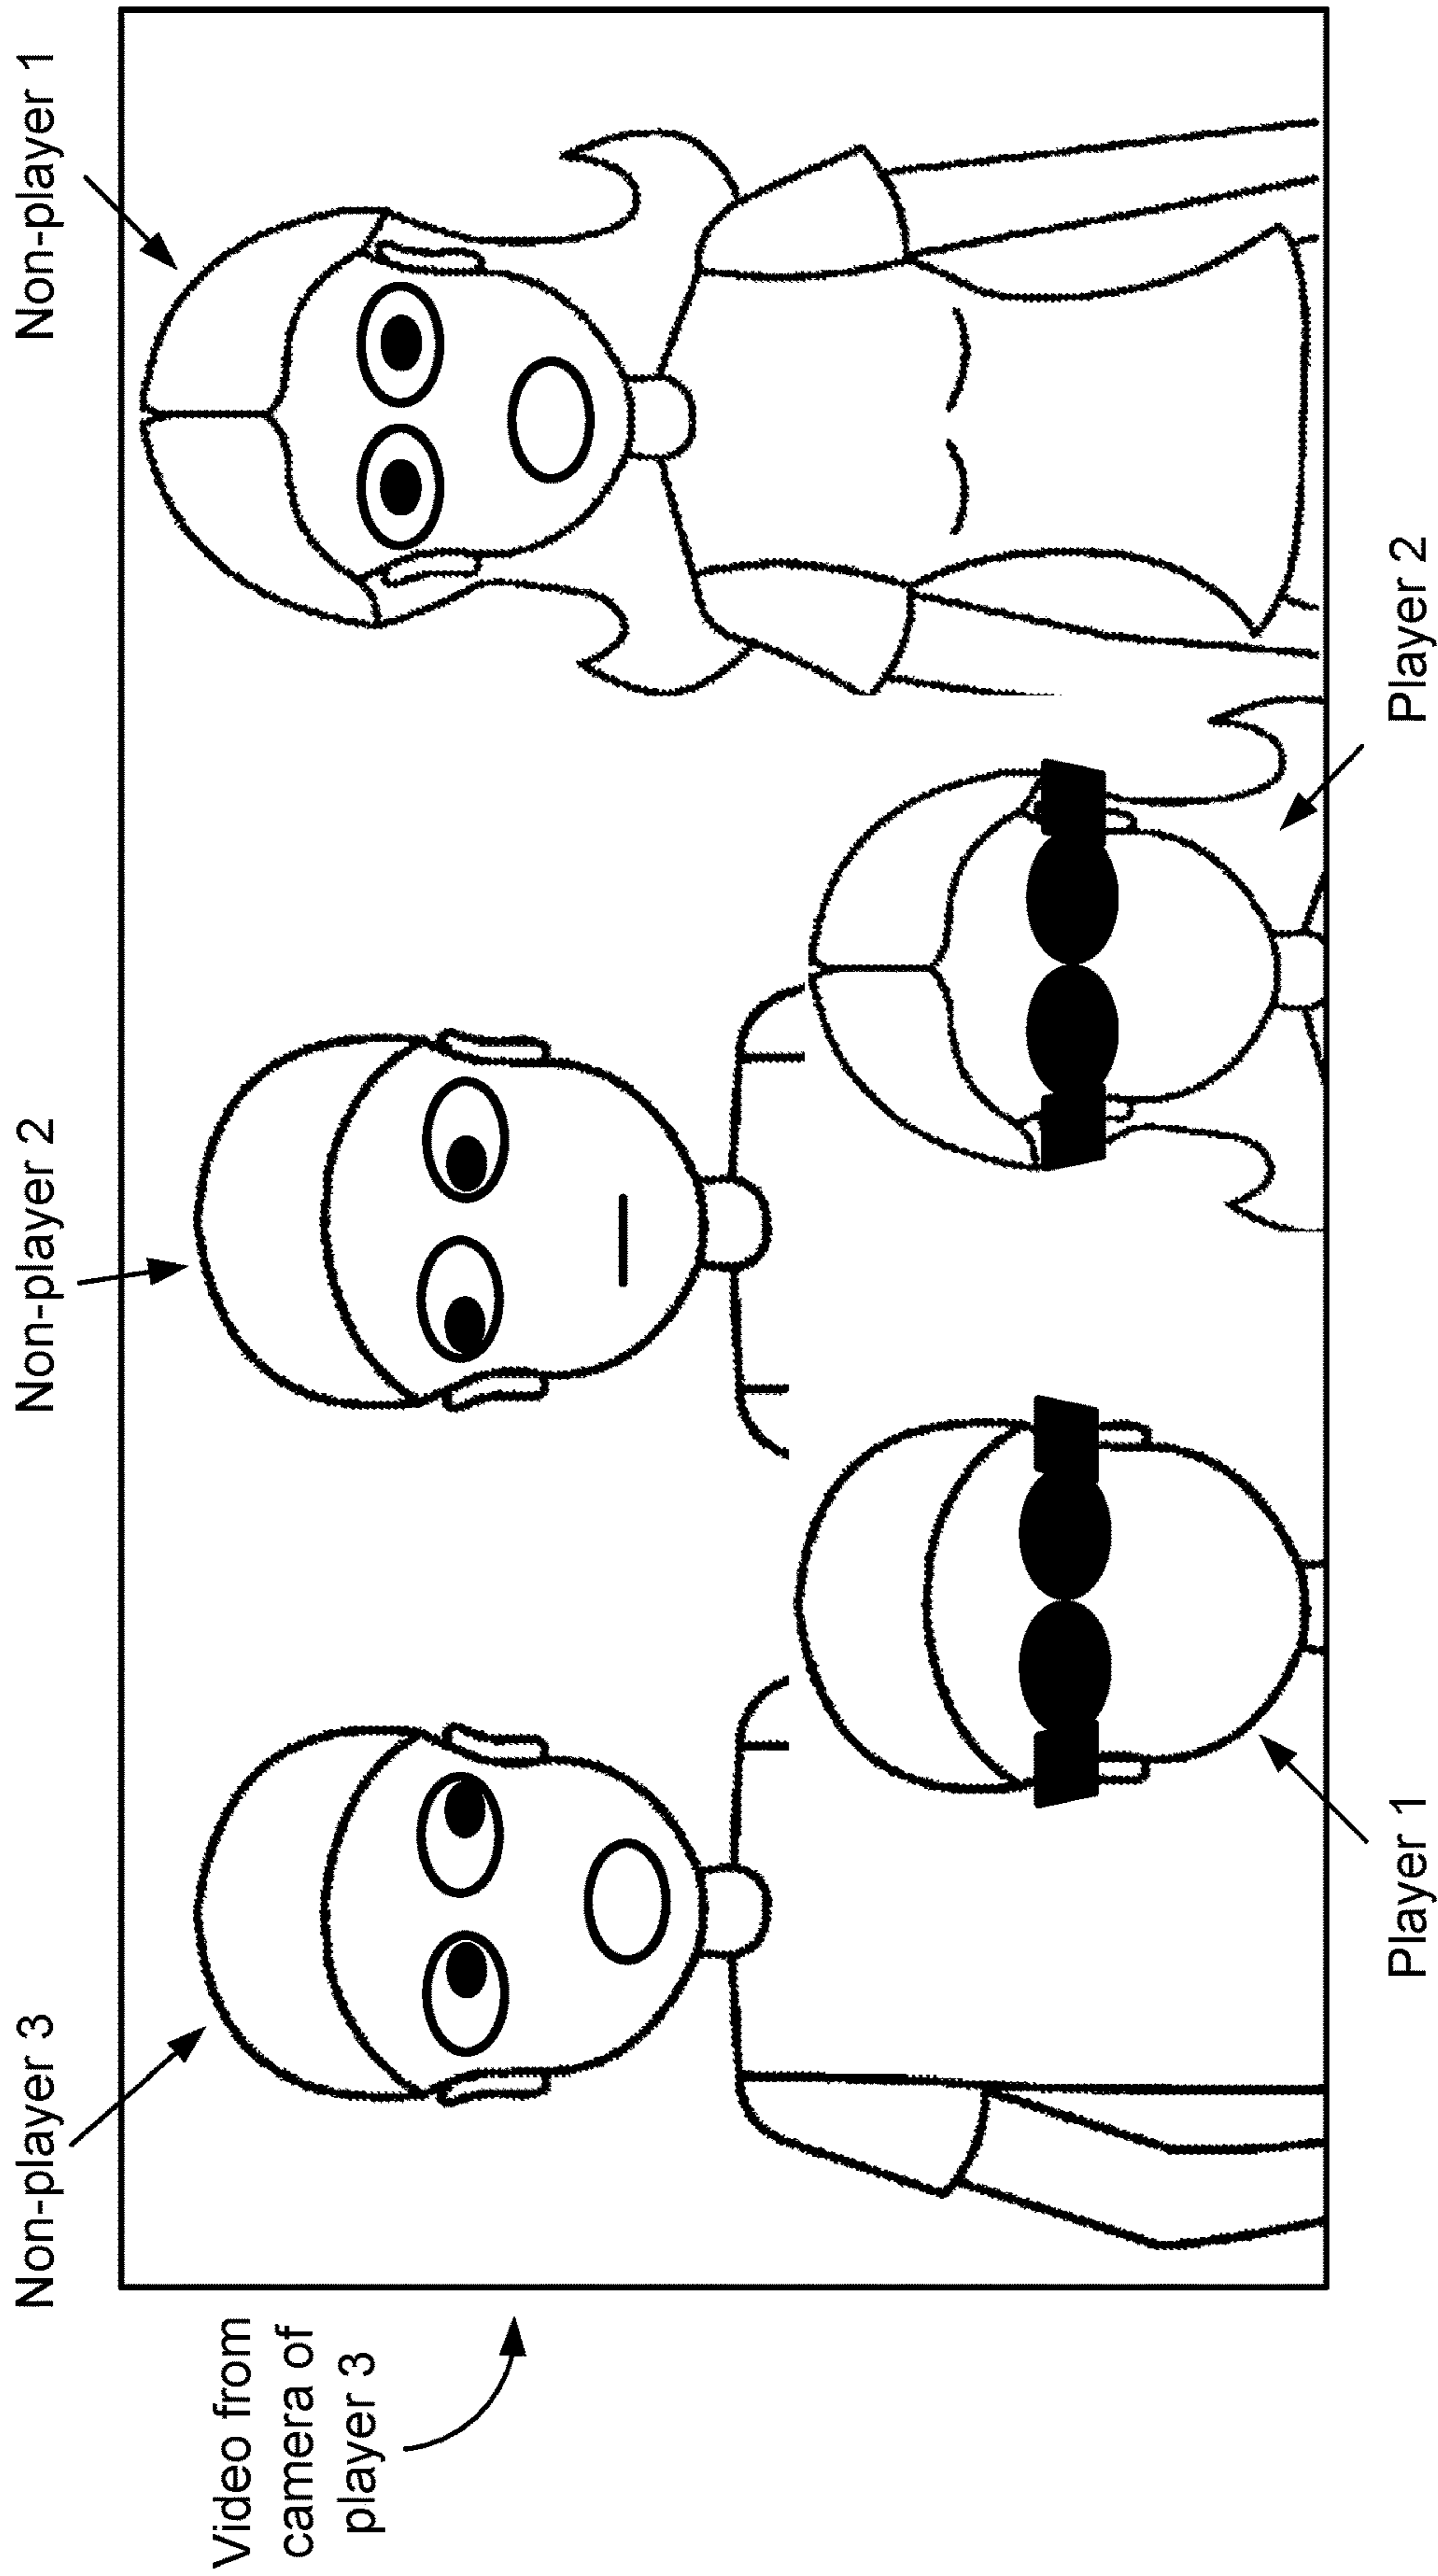 Non-player 3
Non-player 2
Non-player 1
Video from
camera of
player 3
Player 1
Player 2